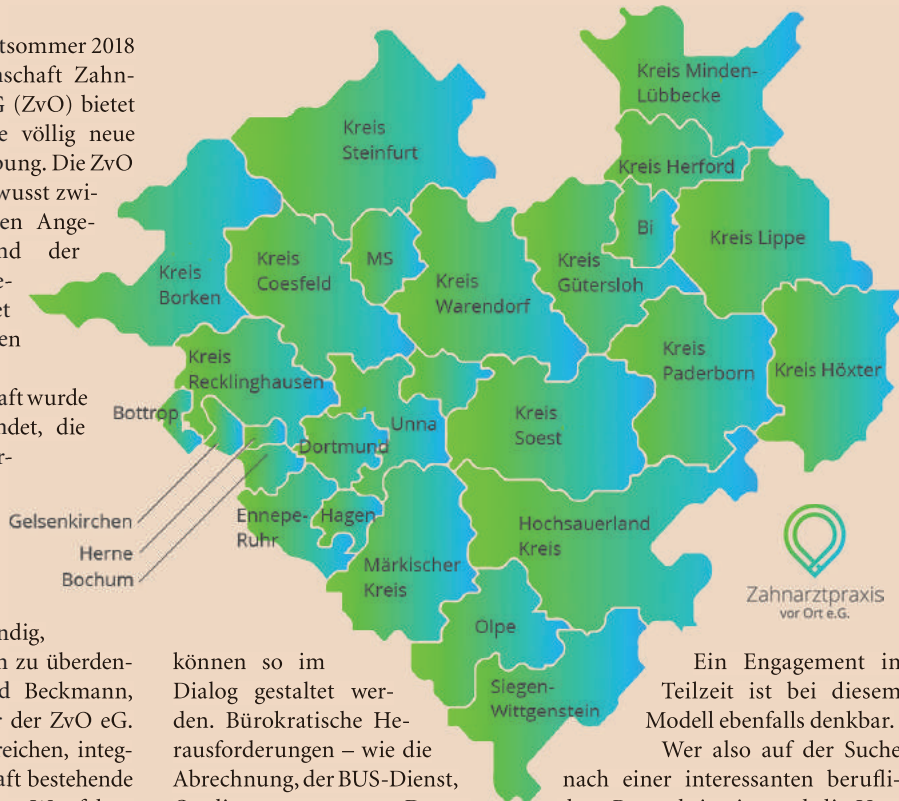 tsommer 2018
schaft Zahn-
G (ZvO) bietet
e völlig neue
bung. Die ZvO
wusst zwi-
en Ange-
nd der
e-
et
en
aft wurde
ndet, die
r-
ndig,
n zu überden-
d Beckmann,
r der ZvO eG.
reichen, integ-
aft bestehende
Kreis Minden-
Lübbecke
Kreis
Steinfurt
Kreis Herford
Bi
Kreis Lippe
Kreis
Borken
Kreis
Coesfeld
MS
Kreis
Warendorf
Kreis
Gütersloh
Kreis
Recklinghausen
Kreis
Paderborn
Kreis Höxter
Bottrop
Dortmund
Unna
Kreis
Soest
Gelsenkirchen
Herne
Bochum
Ennepe-
Ruhr
Hagen
Märkischer
Kreis
Hochsauerland
Kreis
Olpe
Siegen-
Wittgenstein
Zahnarztpraxis
vor Ort e.G.
können so im
Dialog gestaltet wer-
den. Bürokratische He-
rausforderungen – wie die
Abrechnung, der BUS-Dienst,
Ein Engagement in
Teilzeit ist bei diesem
Modell ebenfalls denkbar.
Wer also auf der Suche
nach einer interessanten berufli-